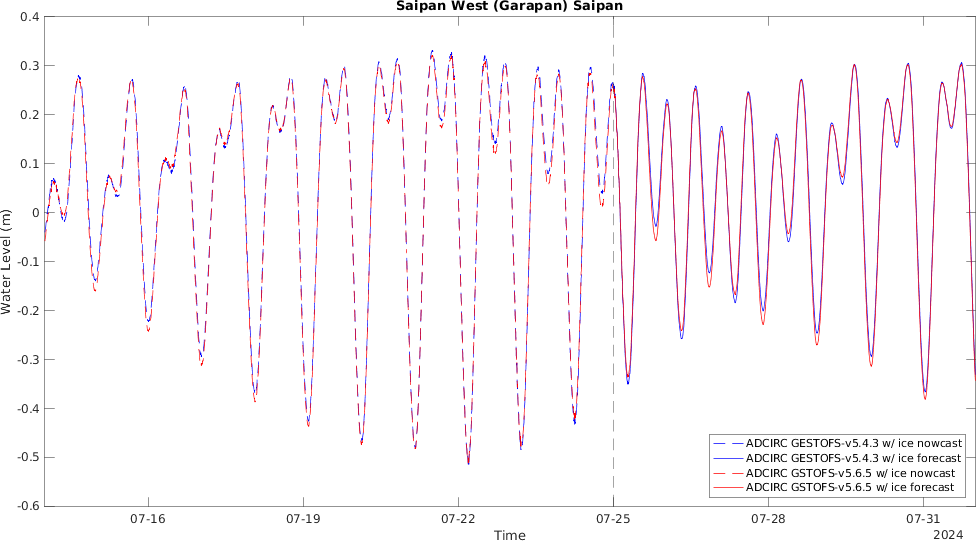 Saipan West (Garapan) Saipan
0.4
0.3
0.2
0.1
0
-0.1
-0.2
-0.3
-0.4
-0.5
-0.6
Water Level (m)
ADCIRC GESTOFS-v5.4.3 w/ ice nowcast
ADCIRC GESTOFS-v5.4.3 w/ ice forecast
ADCIRC GSTOFS-v5.6.5 w/ ice nowcast
ADCIRC GSTOFS-v5.6.5 w/ ice forecast
07-16 07-19 07-22 07-25 07-28 07-31
Time
2024